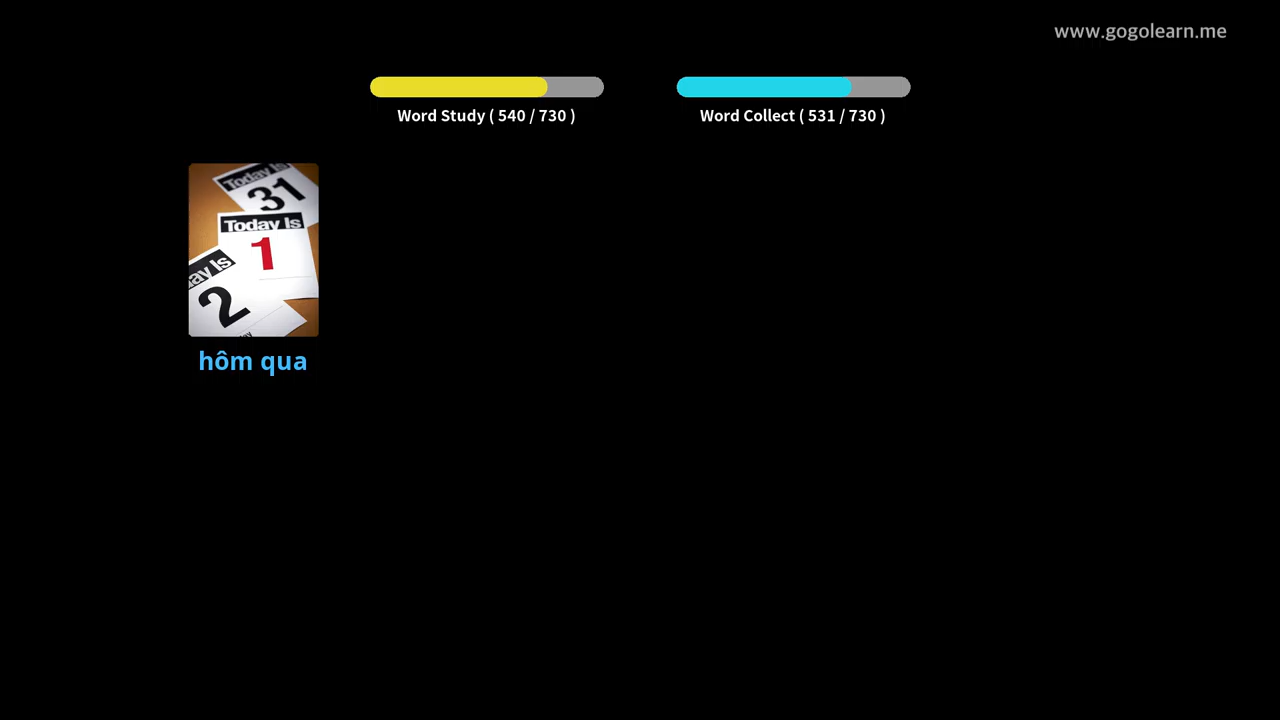 www.gogolearn.me
Word Study ( 540 / 730 )
Word Collect ( 531 / 730 )
Today Is
31
Today Is
1
ay Is
2
hôm qua